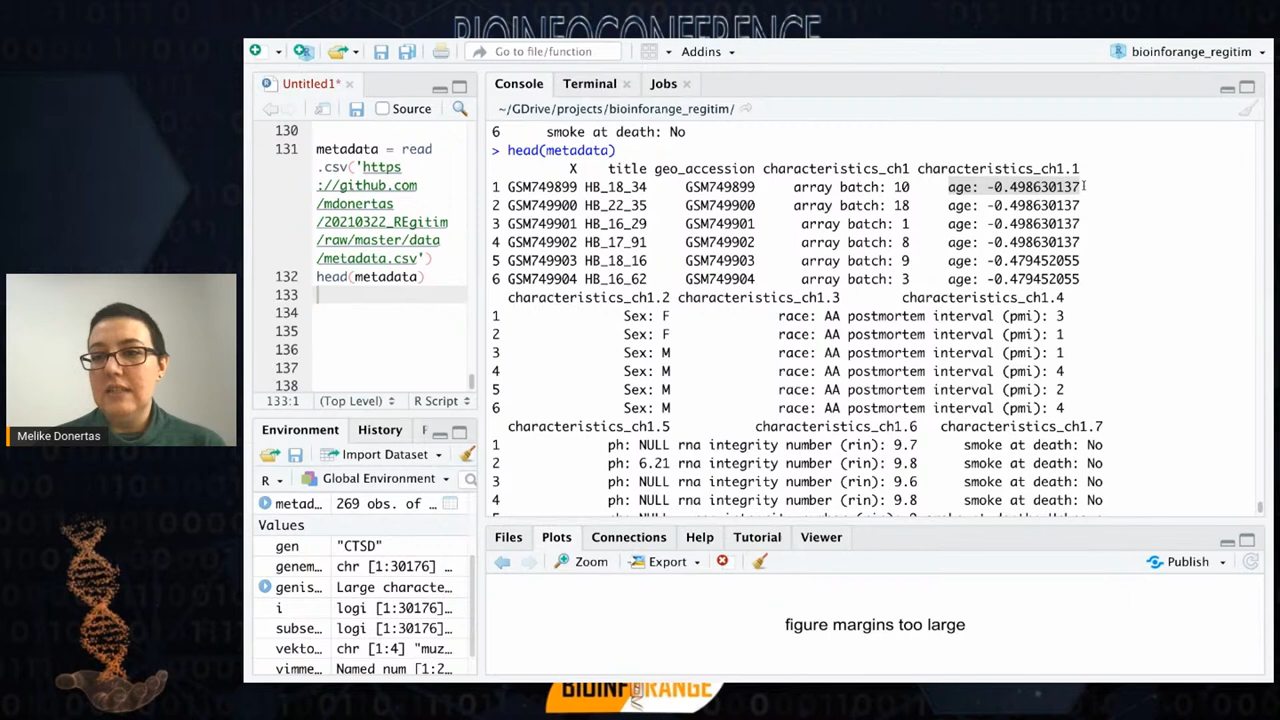 BIOINFOCONFERENCE
Go to file/function
Addins
bioinforange_regitim
Untitled1*
Source
130
131
metadata = read
.csv('https
://github.com
/mdonertas
/20210322_REgitim
/raw/master/data
/metadata.csv')
132
head(metadata)
133
134
135
136
137
138
133:1
(Top Level)
R Script
Console
Terminal
Jobs
~/GDrive/projects/bioinforange_regitim/
6 smoke at death: No
> head(metadata)
X title geo_accession characteristics_ch1 characteristics_ch1.1
1 GSM749899 HB_18_34 GSM749899 array batch: 10 age: -0.498630137
2 GSM749900 HB_22_35 GSM749900 array batch: 18 age: -0.498630137
3 GSM749901 HB_16_29 GSM749901 array batch: 1 age: -0.498630137
4 GSM749902 HB_17_91 GSM749902 array batch: 8 age: -0.498630137
5 GSM749903 HB_18_16 GSM749903 array batch: 9 age: -0.479452055
6 GSM749904 HB_16_62 GSM749904 array batch: 3 age: -0.479452055
characteristics_ch1.2 characteristics_ch1.3 characteristics_ch1.4
1 Sex: F race: AA postmortem interval (pmi): 3
2 Sex: F race: AA postmortem interval (pmi): 1
3 Sex: M race: AA postmortem interval (pmi): 1
4 Sex: M race: AA postmortem interval (pmi): 4
5 Sex: M race: AA postmortem interval (pmi): 2
6 Sex: M race: AA postmortem interval (pmi): 4
characteristics_ch1.5 characteristics_ch1.6 characteristics_ch1.7
1 ph: NULL rna integrity number (rin): 9.7 smoke at death: No
2 ph: 6.21 rna integrity number (rin): 9.8 smoke at death: No
3 ph: NULL rna integrity number (rin): 9.6 smoke at death: No
4 ph: NULL rna integrity number (rin): 9.8 smoke at death: No
Melike Donertas
Environment
History
Import Dataset
R
Global Environment
metad… 269 obs. of …
Values
gen "CTSD"
genem… chr [1:30176]…
genis… Large characte…
i logi [1:30176]…
subse… logi [1:30176]…
vekto… chr [1:4] "muz…
vimme… Named num [1:2…
Files
Plots
Connections
Help
Tutorial
Viewer
Zoom
Export
Publish
figure margins too large
BIOINFORANGE